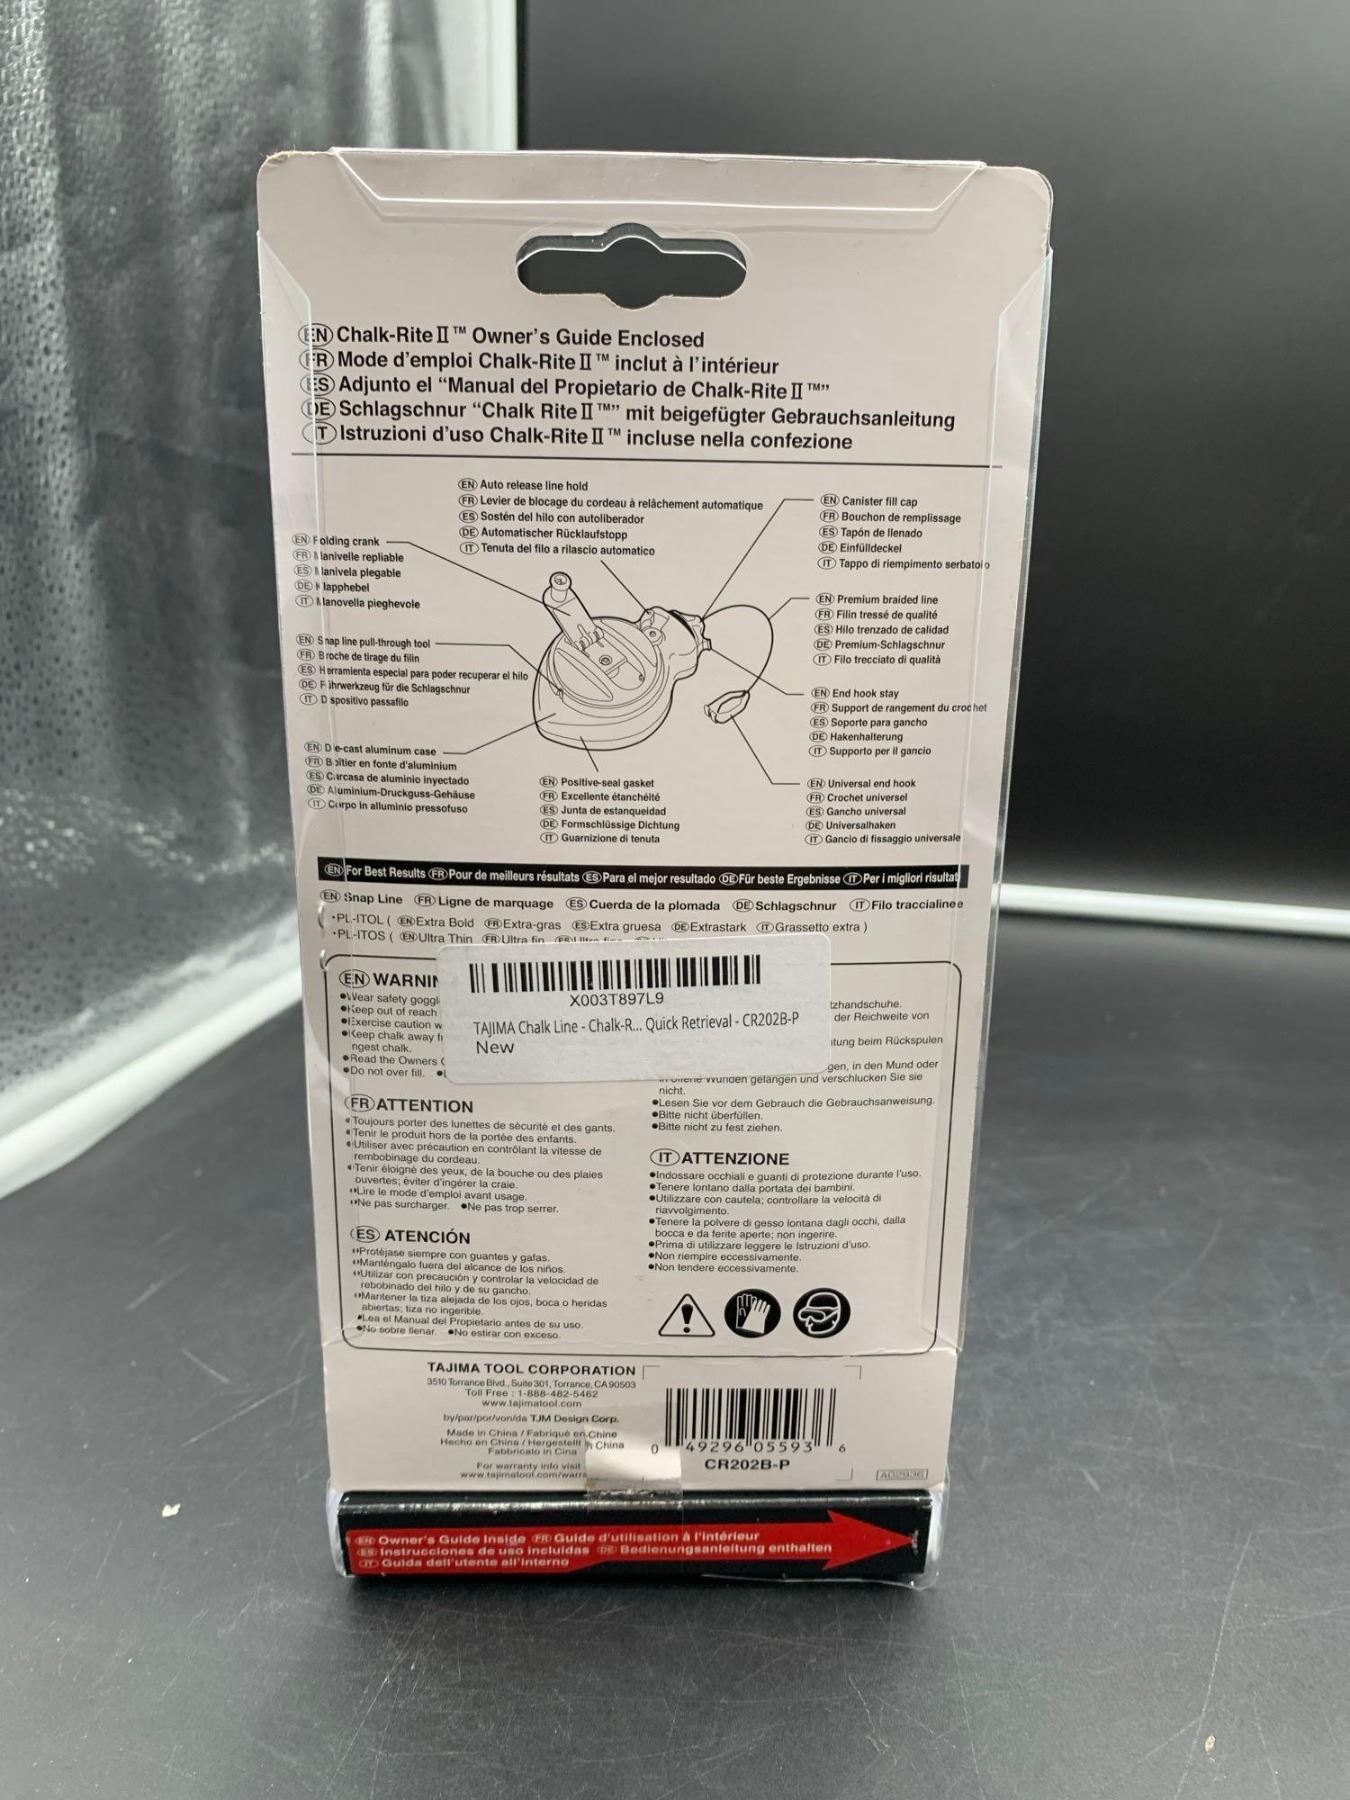 EN Chalk-Rite II™ Owner's Guide Enclosed
FR Mode d'emploi Chalk-Rite II™ inclut à l'intérieur
ES Adjunto el “Manual del Propietario de Chalk-Rite II™”
DE Schlagschnur “Chalk Rite II™” mit beigefügter Gebrauchsanleitung
IT Istruzioni d'uso Chalk-Rite II™ incluse nella confezione
EN Auto release line hold
FR Levier de blocage du cordeau à relâchement automatique
ES Sostén del hilo con autoliberador
DE Automatischer Rücklaufstopp
IT Tenuta del filo a rilascio automatico
EN Canister fill cap
FR Bouchon de remplissage
ES Tapón de llenado
DE Einfülldeckel
IT Tappo di riempimento serbatoio
EN Folding crank
FR Manivelle repliable
ES Manivela plegable
DE Klapphebel
IT Manovella pieghevole
EN Premium braided line
FR Filin tressé de qualité
ES Hilo trenzado de calidad
DE Premium-Schlagschnur
IT Filo trecciato di qualità
EN Snap line pull-through tool
FR Broche de tirage du filin
ES Herramienta especial para poder recuperar el hilo
DE Führwerkzeug für die Schlagschnur
IT Dispositivo passafilo
EN End hook stay
FR Support de rangement du crochet
ES Soporte para gancho
DE Hakenhalterung
IT Supporto per il gancio
EN Die-cast aluminum case
FR Boîtier en fonte d'aluminium
ES Carcasa de aluminio inyectado
DE Aluminium-Druckguss-Gehäuse
IT Corpo in alluminio pressofuso
EN Positive-seal gasket
FR Excellente étanchéité
ES Junta de estanqueidad
DE Formschlüssige Dichtung
IT Guarnizione di tenuta
EN Universal end hook
FR Crochet universel
ES Gancho universal
DE Universalhaken
IT Gancio di fissaggio universale
EN For Best Results FR Pour de meilleurs résultats ES Para el mejor resultado DE Für beste Ergebnisse IT Per i migliori risultat
EN Snap Line FR Ligne de marquage ES Cuerda de la plomada DE Schlagschnur IT Filo traccialinee
•PL-ITOL ( EN Extra Bold FR Extra-gras ES Extra gruesa DE Extrastark IT Grassetto extra )
•PL-ITOS ( EN Ultra Thin FR Ultra fin ES
EN WARNIN
●Wear safety goggl
●Keep out of reach
●Exercise caution w
●Keep chalk away f
ngest chalk.
●Read the Owners
●Do not over fill. ●
X003T897L9
TAJIMA Chalk Line - Chalk-R... Quick Retrieval - CR202B-P
New
tzhandschuhe.
der Reichweite von
tung beim Rückspulen
gen, in den Mund oder
in offene Wunden gelangen und verschlucken Sie sie
nicht.
●Lesen Sie vor dem Gebrauch die Gebrauchsanweisung.
●Bitte nicht überfüllen.
●Bitte nicht zu fest ziehen.
FR ATTENTION
●Toujours porter des lunettes de sécurité et des gants.
●Tenir le produit hors de la portée des enfants.
●Utiliser avec précaution en contrôlant la vitesse de
rembobinage du cordeau.
●Tenir éloigné des yeux, de la bouche ou des plaies
ouvertes; éviter d'ingérer la craie.
●Lire le mode d'emploi avant usage.
●Ne pas surcharger. ●Ne pas trop serrer.
ES ATENCIÓN
●Protéjase siempre con guantes y gafas.
●Manténgalo fuera del alcance de los niños.
●Utilizar con precaución y controlar la velocidad de
rebobinado del hilo y de su gancho.
●Mantener la tiza alejada de los ojos, boca o heridas
abiertas; tiza no ingerible.
●Lea el Manual del Propietario antes de su uso.
●No sobre llenar. ●No estirar con exceso.
IT ATTENZIONE
●Indossare occhiali e guanti di protezione durante l'uso.
●Tenere lontano dalla portata dei bambini.
●Utilizzare con cautela; controllare la velocità di
riavvolgimento.
●Tenere la polvere di gesso lontana dagli occhi, dalla
bocca e da ferite aperte; non ingerire.
●Prima di utilizzare leggere le Istruzioni d'uso.
●Non riempire eccessivamente.
●Non tendere eccessivamente.
TAJIMA TOOL CORPORATION
3510 Torrance Blvd., Suite 301, Torrance, CA 90503
Toll Free : 1-888-482-5462
www.tajimatool.com
by/par/por/von/da TJM Design Corp.
Made in China / Fabriqué en Chine
Hecho en China / Hergestellt in China
Fabbricato in Cina
For warranty info visit
www.tajimatool.com/warra
0 49296 05593 6
CR202B-P
A02936
EN Owner's Guide Inside FR Guide d'utilisation à l'intérieur
ES Instrucciones de uso incluidas DE Bedienungsanleitung enthalten
IT Guida dell'utente all'interno